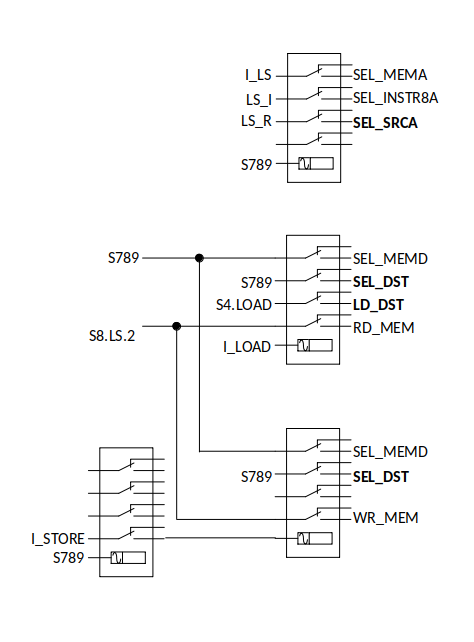 I_LS SEL_MEMA
LS_I SEL_INSTR8A
LS_R SEL_SRCA
S789
S789 SEL_MEMD
S789 SEL_DST
S4.LOAD LD_DST
S8.LS.2 RD_MEM
I_LOAD
SEL_MEMD
S789 SEL_DST
WR_MEM
I_STORE
S789